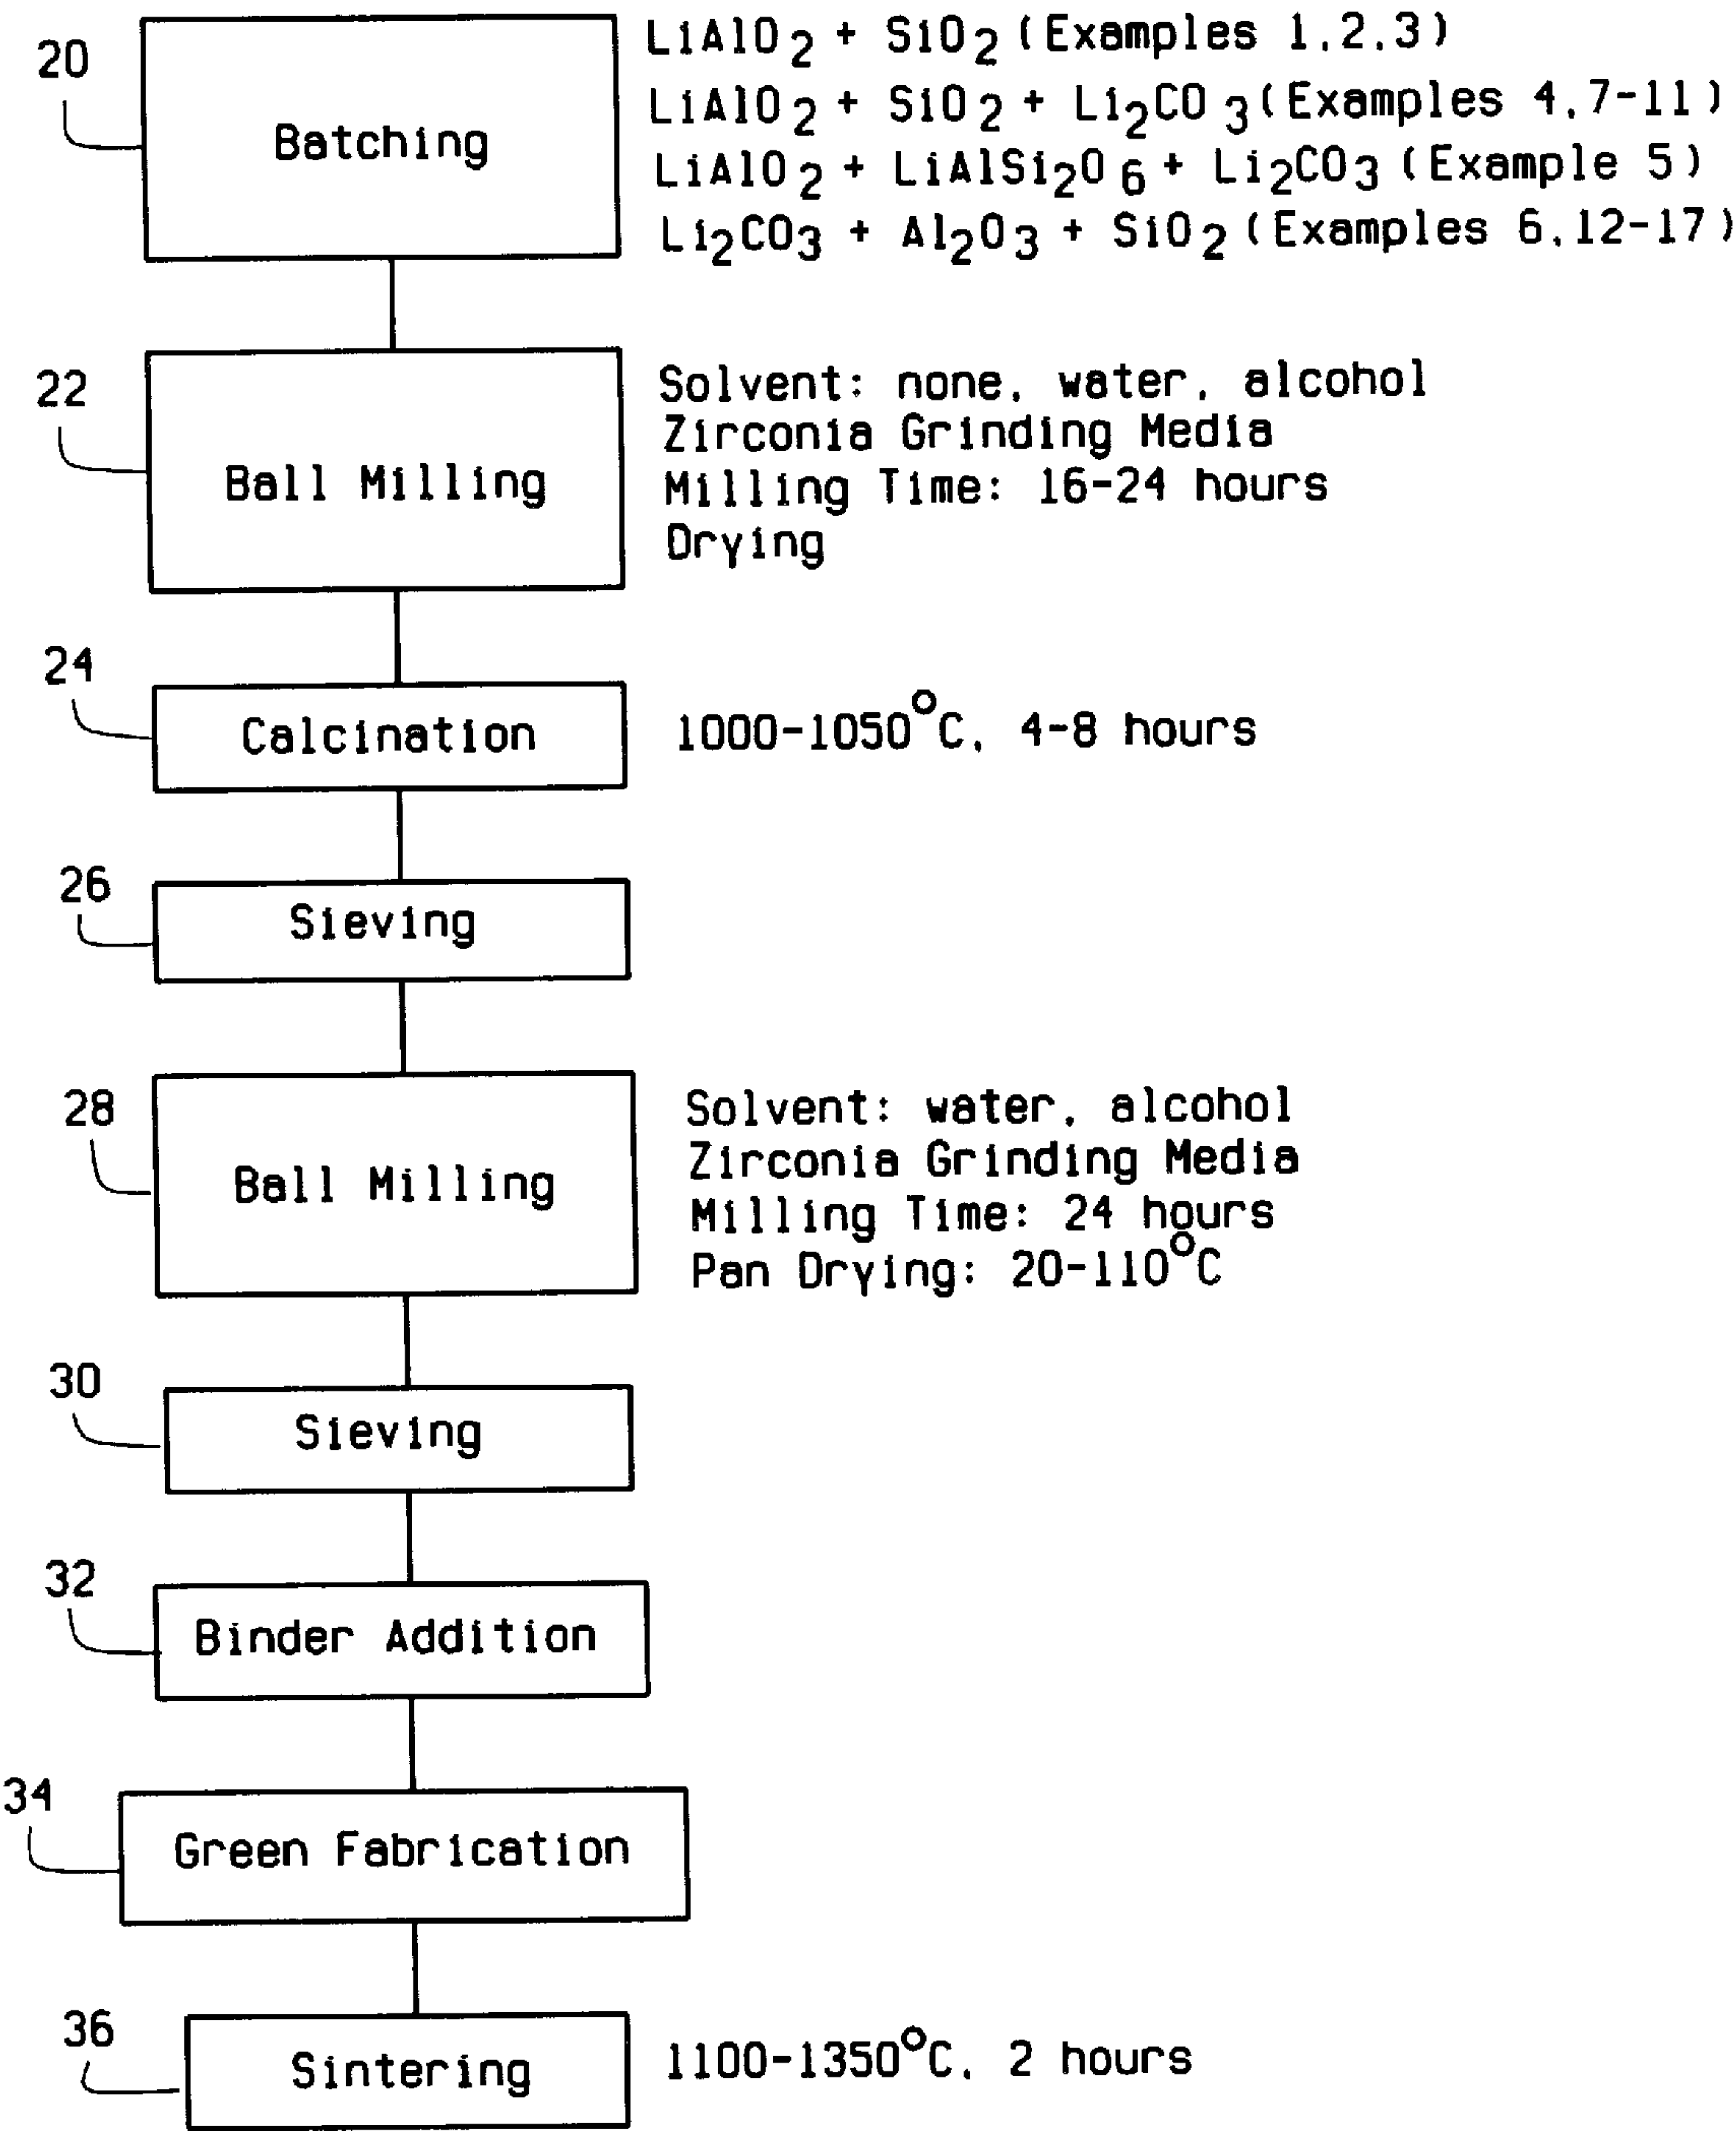 20
Batching
LiAlO2 + SiO2 (Examples 1,2,3)
LiAlO2 + SiO2 + Li2CO3 (Examples 4,7-11)
LiAlO2 + LiAlSi2O6 + Li2CO3 (Example 5)
Li2CO3 + Al2O3 + SiO2 (Examples 6,12-17)
22
Ball Milling
Solvent: none, water, alcohol
Zirconia Grinding Media
Milling Time: 16-24 hours
Drying
24
Calcination
1000-1050°C, 4-8 hours
26
Sieving
28
Ball Milling
Solvent: water, alcohol
Zirconia Grinding Media
Milling Time: 24 hours
Pan Drying: 20-110°C
30
Sieving
32
Binder Addition
34
Green Fabrication
36
Sintering
1100-1350°C, 2 hours